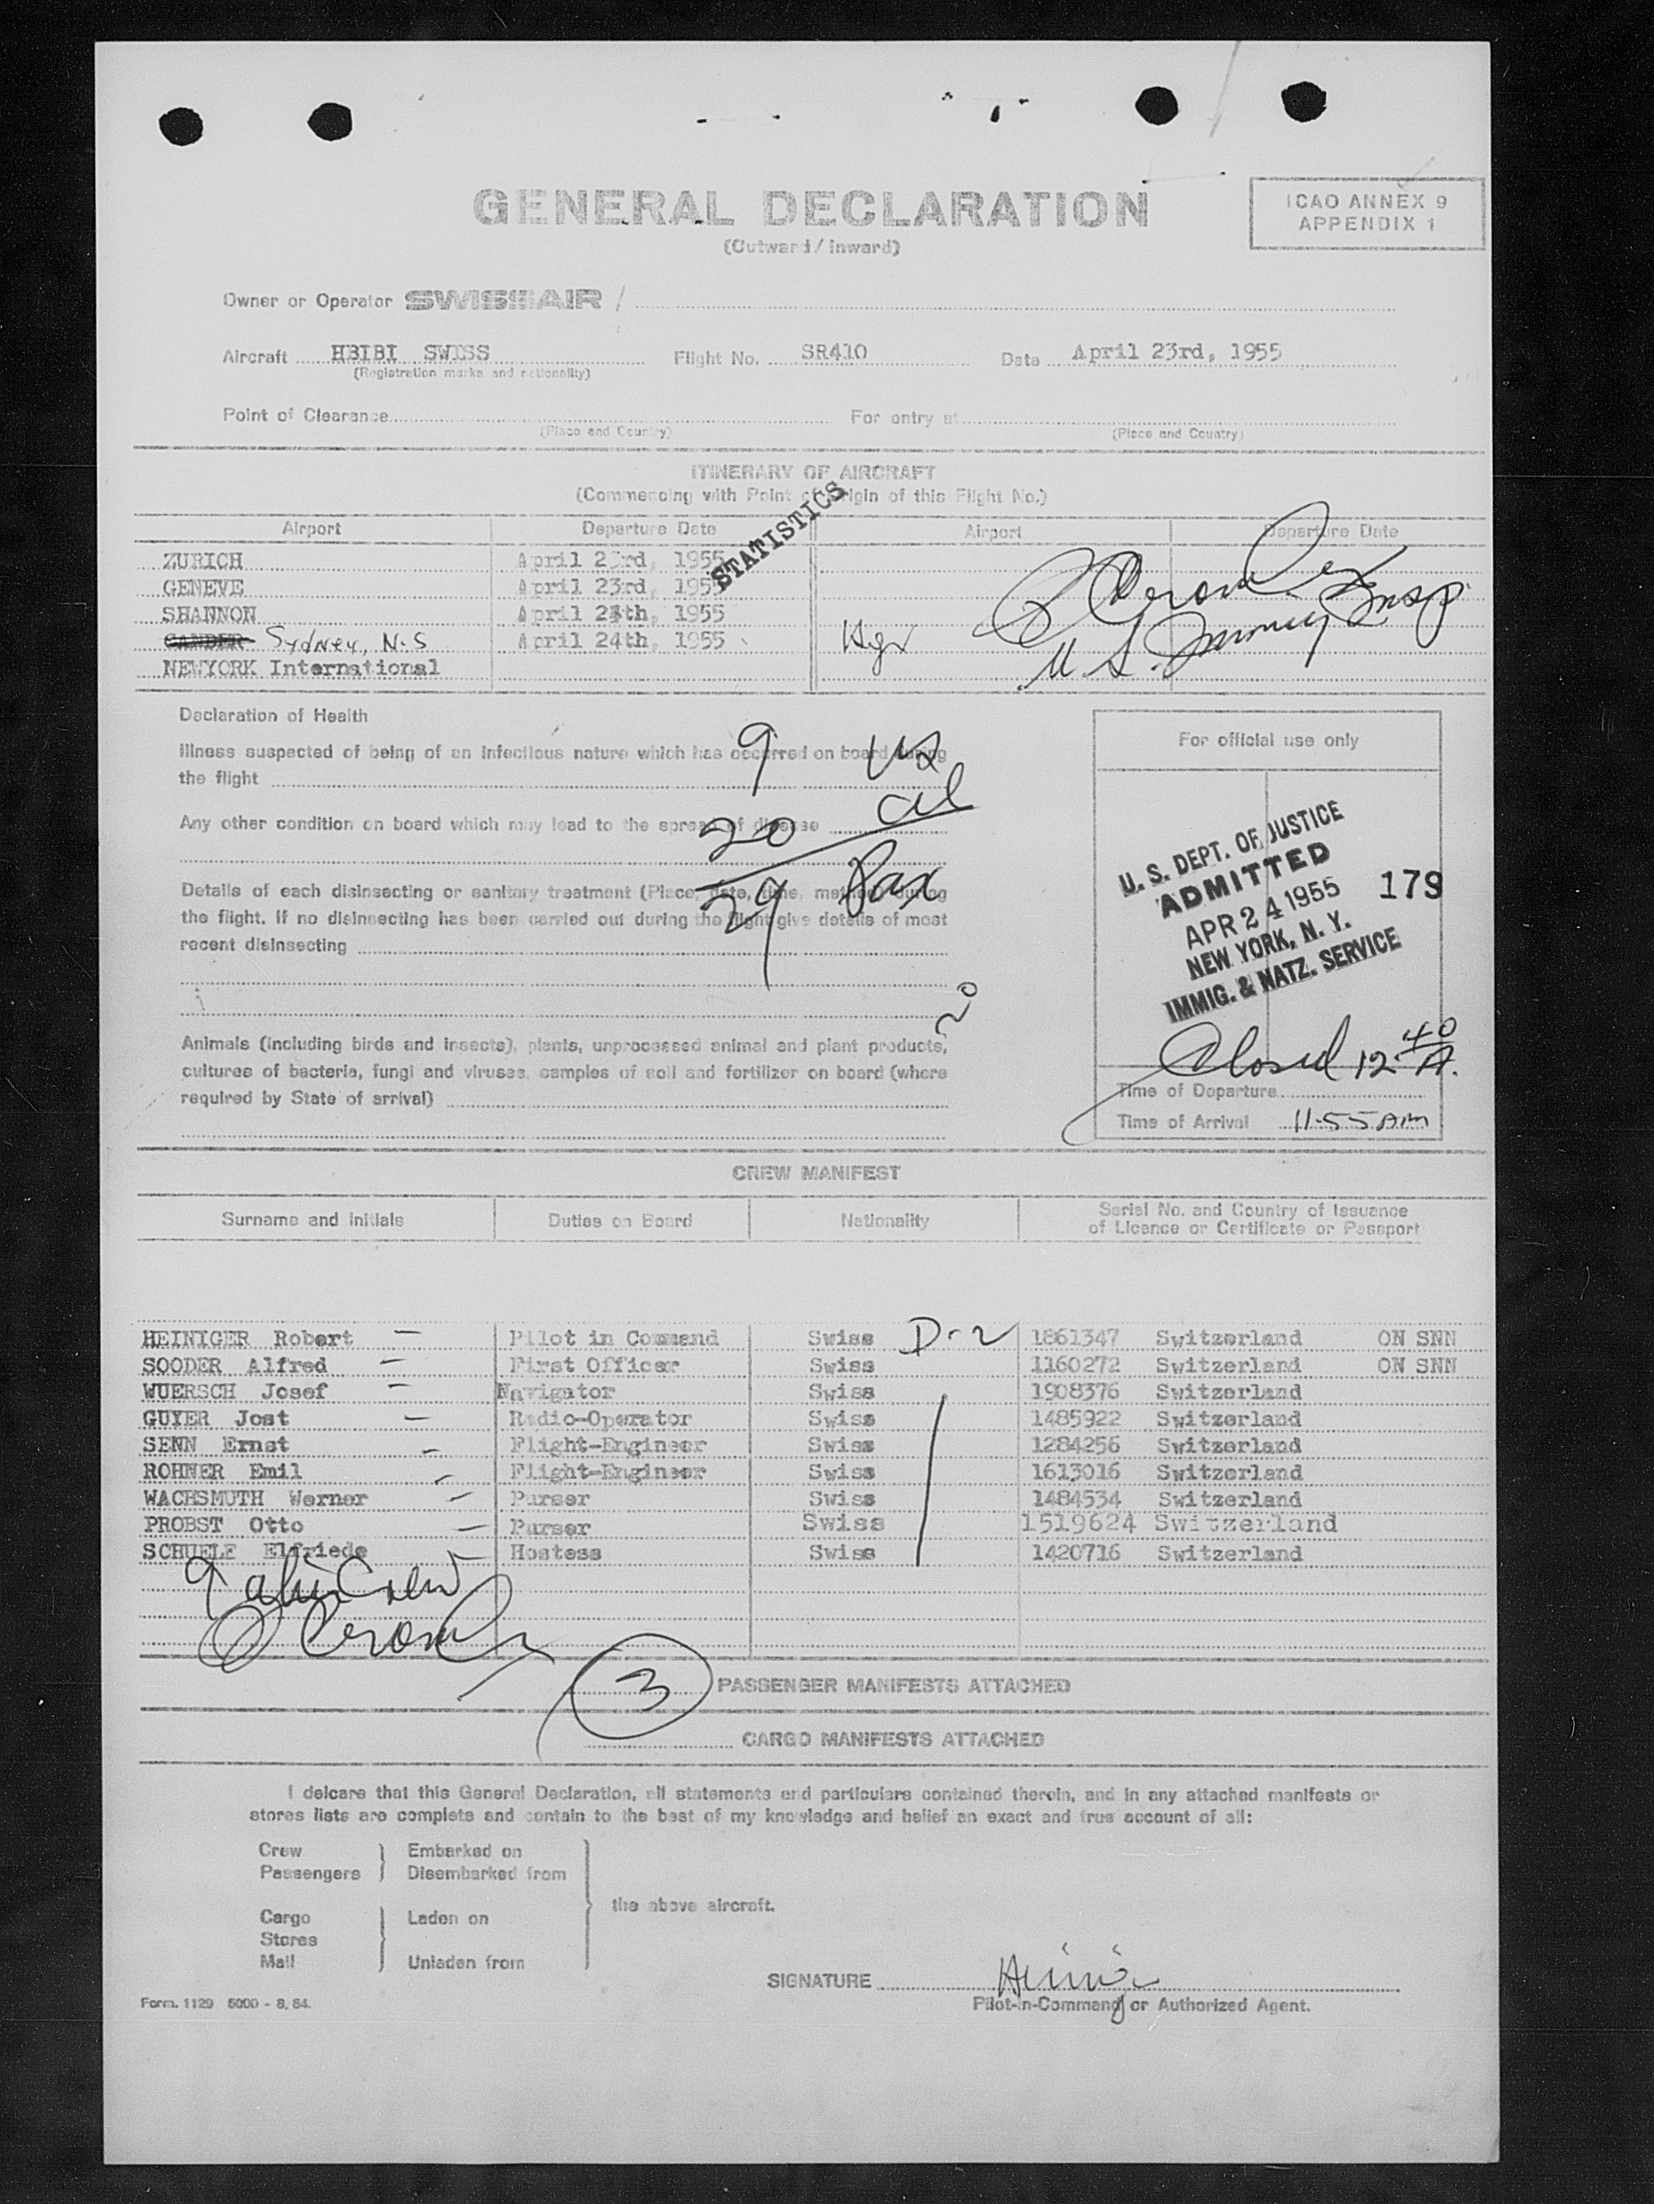 GENERAL DECLARATION
(Outward / Inward)
ICAO ANNEX 9
APPENDIX 1
Owner or Operator SWISSAIR /
Aircraft HBIBI SWISS Flight No. SR410 Date April 23rd, 1955
(Registration marks and nationality)
Point of Clearance For entry at
(Place and Country) (Place and Country)
ITINERARY OF AIRCRAFT
(Commencing with Point of Origin of this Flight No.)
STATISTICS
Airport Departure Date Airport Departure Date
ZURICH April 23rd, 1955
GENEVE April 23rd, 1955
SHANNON April 24th, 1955
GANDER Sydney, N.S April 24th, 1955
NEWYORK International
Hgr
U.S. Immig Insp
Declaration of Health
Illness suspected of being of an infectious nature which has occurred on board during
the flight
9 US
20 al
29 Pax
Any other condition on board which may lead to the spread of disease
Details of each disinsecting or sanitary treatment (Place, date, time, method) during
the flight. If no disinsecting has been carried out during the flight give details of most
recent disinsecting
20
Animals (including birds and insects), plants, unprocessed animal and plant products,
cultures of bacteria, fungi and viruses, samples of soil and fertilizer on board (where
required by State of arrival)
For official use only
U. S. DEPT. OF JUSTICE
ADMITTED
APR 24 1955 179
NEW YORK, N. Y.
IMMIG. & NATZ. SERVICE
Closed 12 40 A.
Time of Departure
Time of Arrival 11.55 AM
CREW MANIFEST
Surname and Initials Duties on Board Nationality Serial No. and Country of Issuance
of Licence or Certificate or Passport
HEINIGER Robert — Pilot in Command Swiss D-2 1861347 Switzerland ON SNN
SOODER Alfred — First Officer Swiss 1160272 Switzerland ON SNN
WUERSCH Josef — Navigator Swiss 1908376 Switzerland
GUYER Jost — Radio-Operator Swiss 1485922 Switzerland
SENN Ernst — Flight-Engineer Swiss 1284256 Switzerland
ROHNER Emil — Flight-Engineer Swiss 1613016 Switzerland
WACHSMUTH Werner — Purser Swiss 1484534 Switzerland
PROBST Otto — Purser Swiss 1519624 Switzerland
SCHUELE Elfriede — Hostess Swiss 1420716 Switzerland
9 alien Crew
3 PASSENGER MANIFESTS ATTACHED
CARGO MANIFESTS ATTACHED
I delcare that this General Declaration, all statements and particulars contained therein, and in any attached manifests or
stores lists are complete and contain to the best of my knowledge and belief an exact and true account of all:
Crew } Embarked on
Passengers } Disembarked from
the above aircraft.
Cargo } Laden on
Stores
Mail } Unladen from
SIGNATURE
Pilot-in-Command or Authorized Agent.
Form. 1129 5000 - 8. 54.